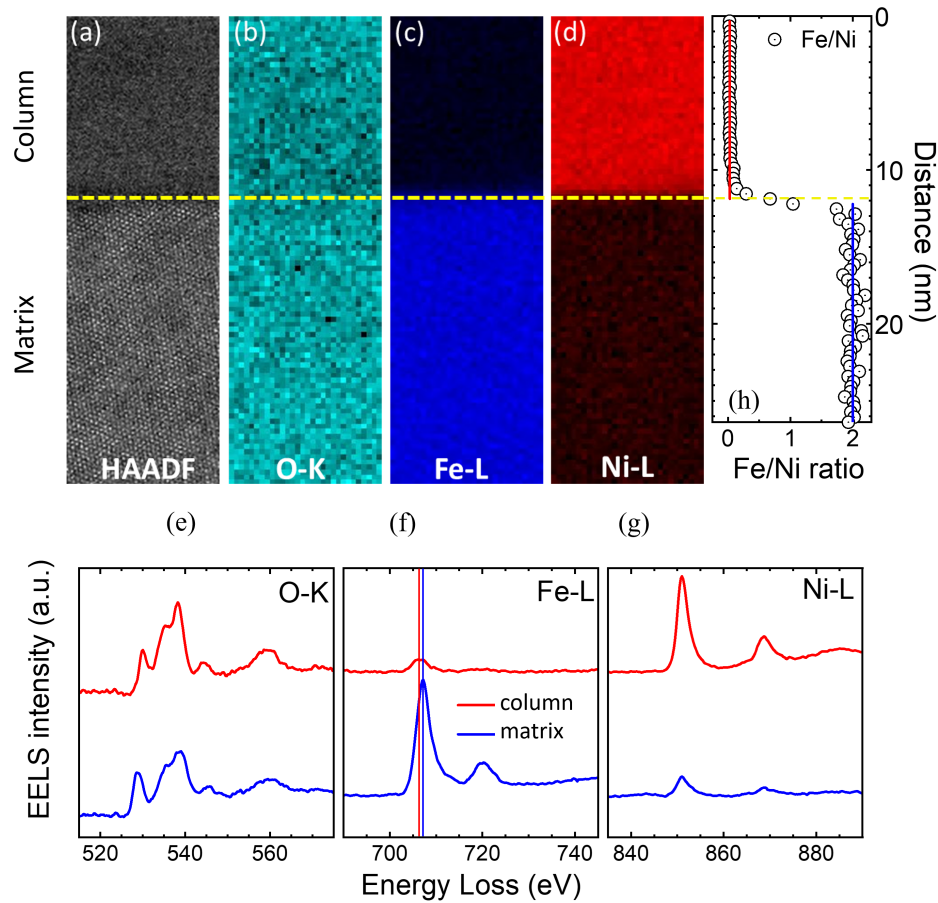 (a)
(b)
(c)
(d)
Fe/Ni
0
10
20
Distance (nm)
Column
Matrix
HAADF
O-K
Fe-L
Ni-L
(h)
0 1 2
Fe/Ni ratio
(e)
(f)
(g)
EELS intensity (a.u.)
O-K
Fe-L
Ni-L
column
matrix
520 540 560
700 720 740
840 860 880
Energy Loss (eV)